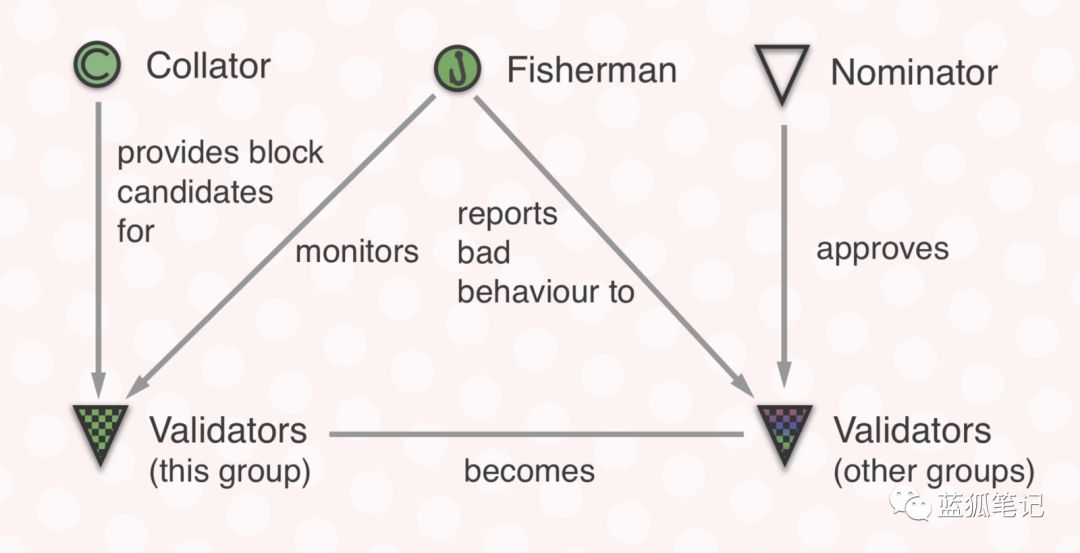 C
Collator
Fisherman
Nominator
provides block
candidates
for
monitors
reports
bad
behaviour to
approves
Validators
(this group)
becomes
Validators
(other groups)
蓝狐笔记